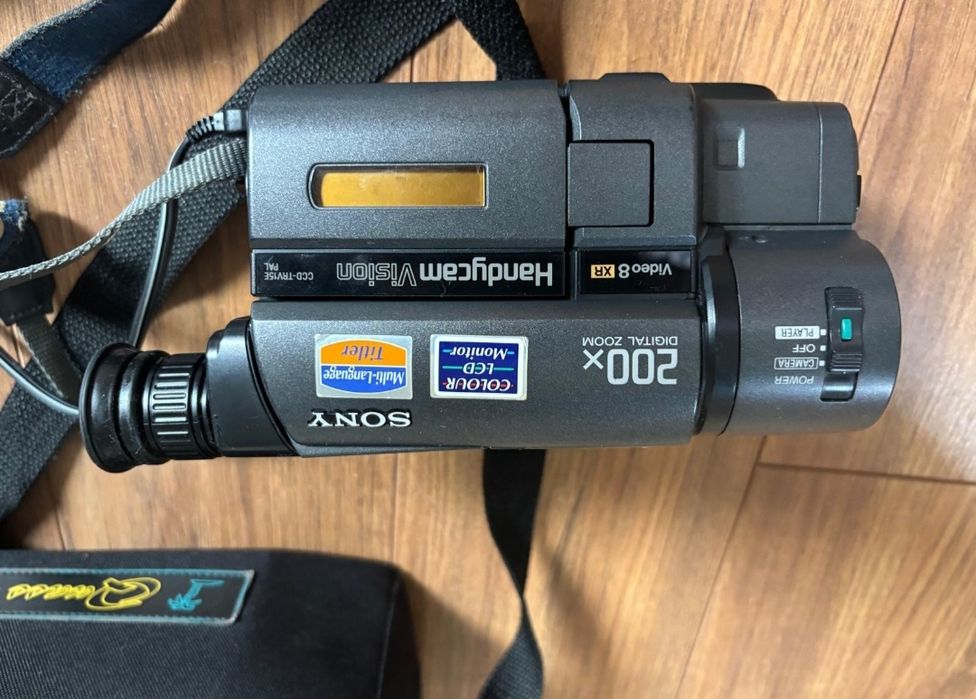 SONY
Multi-Language
Titler
COLOUR
LCD
Monitor
200x
DIGITAL ZOOM
POWER
CAMERA
OFF
PLAYER
Handycam Vision
CCD-TRV15E
PAL
Video 8 XR